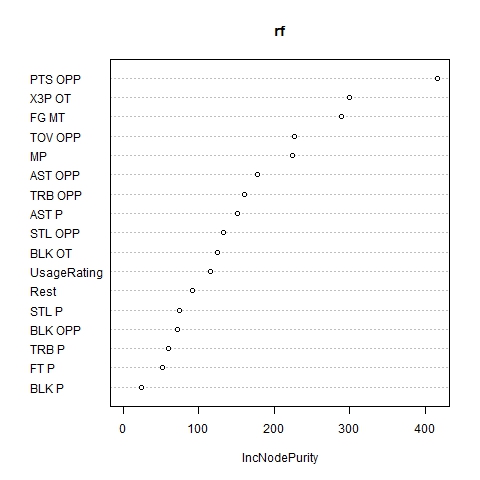 rf
PTS OPP
X3P OT
FG MT
TOV OPP
MP
AST OPP
TRB OPP
AST P
STL OPP
BLK OT
UsageRating
Rest
STL P
BLK OPP
TRB P
FT P
BLK P
0 100 200 300 400
IncNodePurity